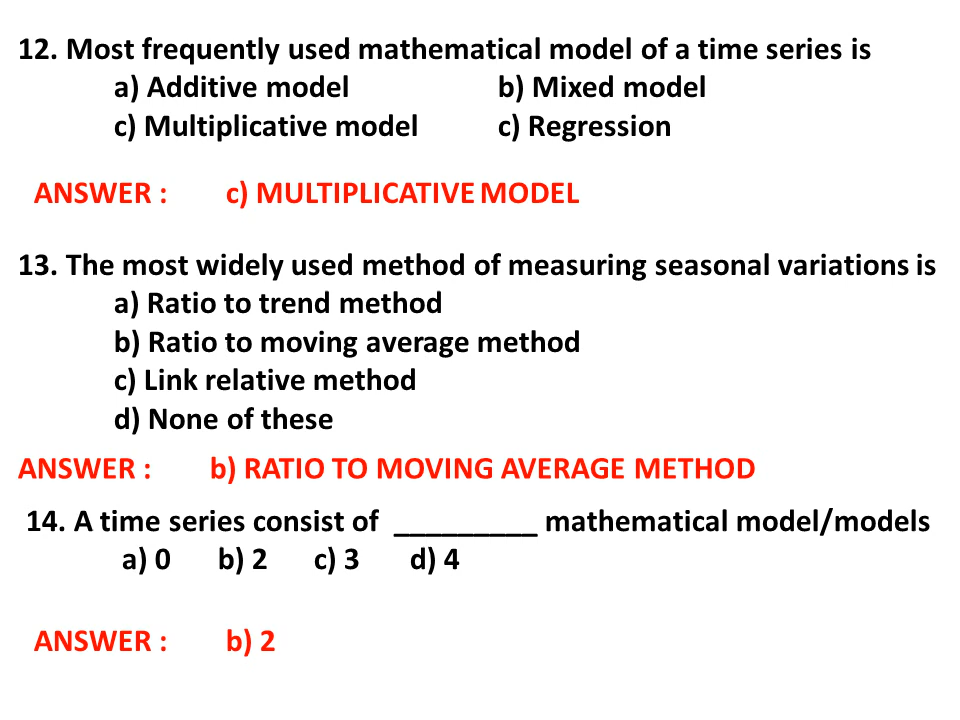 12. Most frequently used mathematical model of a time series is
a) Additive model b) Mixed model
c) Multiplicative model c) Regression
ANSWER : c) MULTIPLICATIVE MODEL
13. The most widely used method of measuring seasonal variations is
a) Ratio to trend method
b) Ratio to moving average method
c) Link relative method
d) None of these
ANSWER : b) RATIO TO MOVING AVERAGE METHOD
14. A time series consist of _________ mathematical model/models
a) 0 b) 2 c) 3 d) 4
ANSWER : b) 2